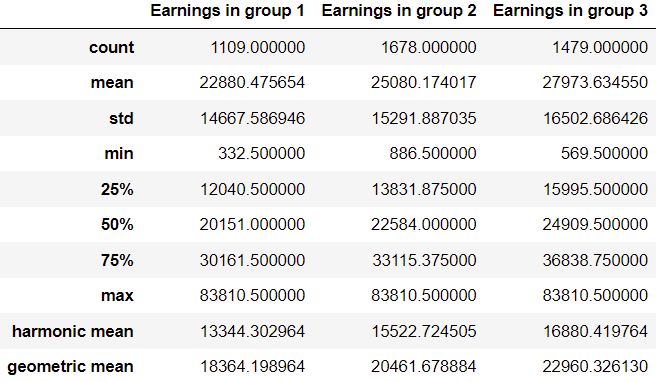 Earnings in group 1 Earnings in group 2 Earnings in group 3
count 1109.000000 1678.000000 1479.000000
mean 22880.475654 25080.174017 27973.634550
std 14667.586946 15291.887035 16502.686426
min 332.500000 886.500000 569.500000
25% 12040.500000 13831.875000 15995.500000
50% 20151.000000 22584.000000 24909.500000
75% 30161.500000 33115.375000 36838.750000
max 83810.500000 83810.500000 83810.500000
harmonic mean 13344.302964 15522.724505 16880.419764
geometric mean 18364.198964 20461.678884 22960.326130